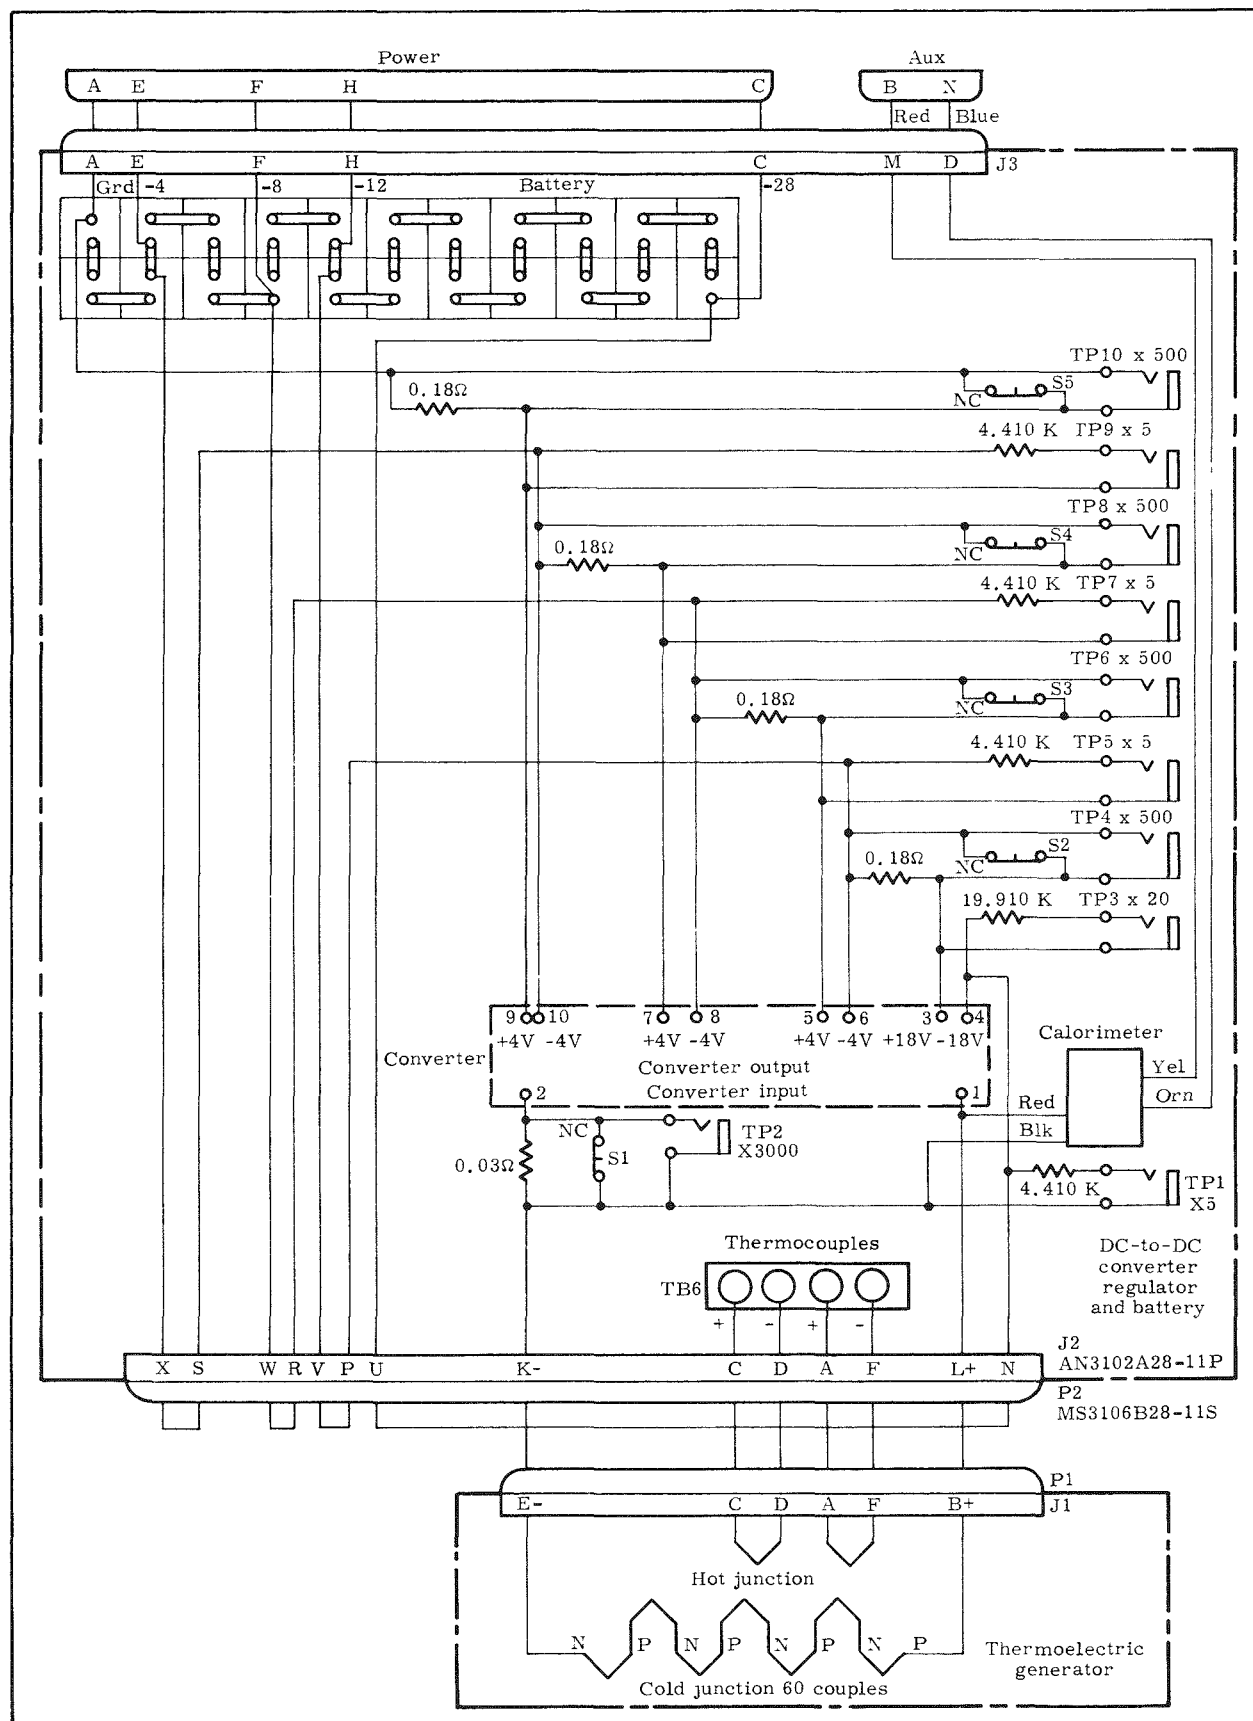 Power Aux
A E F H C B N
Red Blue
A E F H C M D J3
Grd -4 -8 -12 Battery -28
TP10 x 500
0.18Ω NC S5
4.410 K TP9 x 5
TP8 x 500
0.18Ω NC S4
4.410 K TP7 x 5
TP6 x 500
0.18Ω NC S3
4.410 K TP5 x 5
TP4 x 500
0.18Ω NC S2
19.910 K TP3 x 20
9 10 7 8 5 6 3 4
+4V -4V +4V -4V +4V -4V +18V -18V
Converter
Converter output
Converter input
2 1
Calorimeter
Yel
Orn
Red
Blk
NC
S1
TP2
X3000
0.03Ω
4.410 K
TP1
X5
Thermocouples
TB6
+ - + -
DC-to-DC
converter
regulator
and battery
J2
X S W R V P U K- C D A F L+ N AN3102A28-11P
P2
MS3106B28-11S
P1
E- C D A F B+ J1
Hot junction
N P N P N P N P
Cold junction 60 couples
Thermoelectric
generator